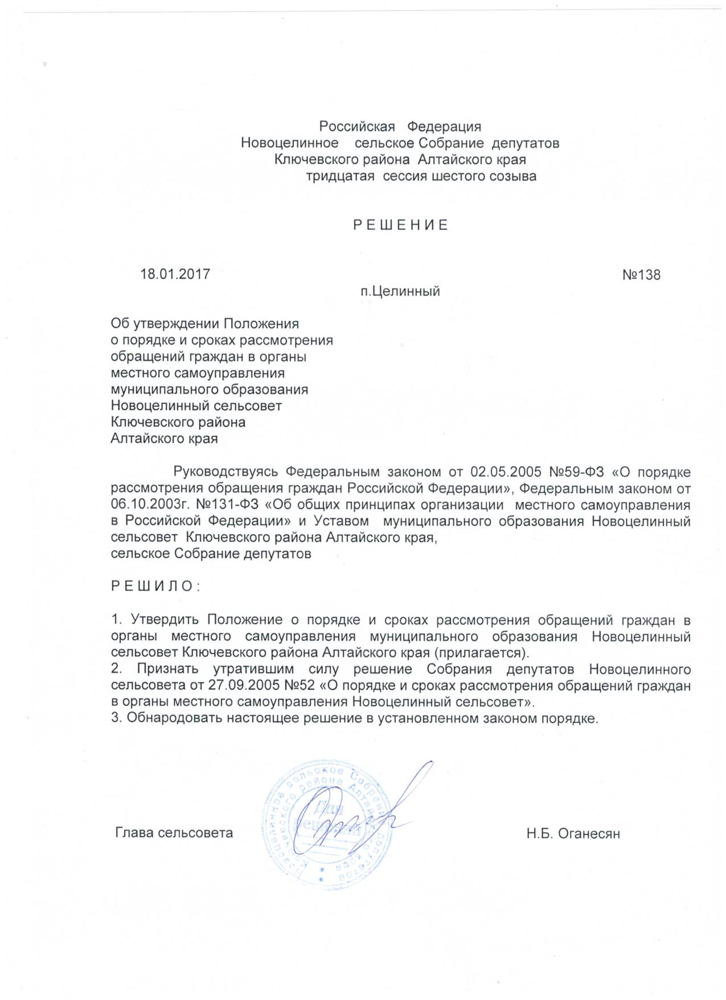 Российская Федерация
Новоцелинное сельское Собрание депутатов
Ключевского района Алтайского края
тридцатая сессия шестого созыва
Р Е Ш Е Н И Е
18.01.2017 №138
п.Целинный
Об утверждении Положения
о порядке и сроках рассмотрения
обращений граждан в органы
местного самоуправления
муниципального образования
Новоцелинный сельсовет
Ключевского района
Алтайского края
Руководствуясь Федеральным законом от 02.05.2005 №59-ФЗ «О порядке
рассмотрения обращения граждан Российской Федерации», Федеральным законом от
06.10.2003г. №131-ФЗ «Об общих принципах организации местного самоуправления
в Российской Федерации» и Уставом муниципального образования Новоцелинный
сельсовет Ключевского района Алтайского края,
сельское Собрание депутатов
Р Е Ш И Л О :
1. Утвердить Положение о порядке и сроках рассмотрения обращений граждан в
органы местного самоуправления муниципального образования Новоцелинный
сельсовет Ключевского района Алтайского края (прилагается).
2. Признать утратившим силу решение Собрания депутатов Новоцелинного
сельсовета от 27.09.2005 №52 «О порядке и сроках рассмотрения обращений граждан
в органы местного самоуправления Новоцелинный сельсовет».
3. Обнародовать настоящее решение в установленном законом порядке.
Новоцелинное сельское Собрание депутатов
Ключевского района Алтайского края
Для
решений
Глава сельсовета Н.Б. Оганесян